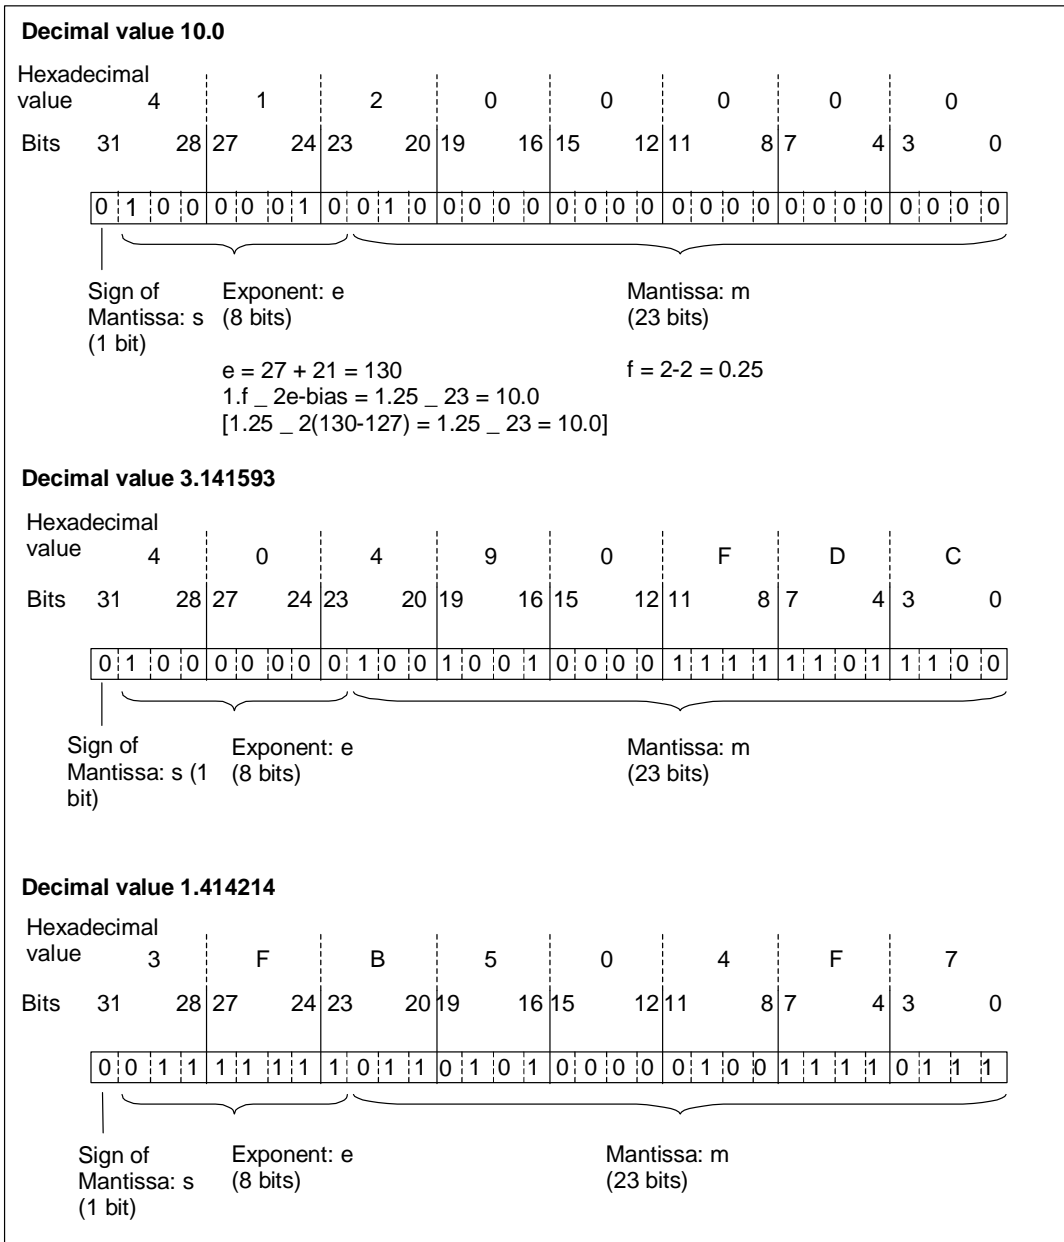 Decimal value 10.0
Hexadecimal
value 4 1 2 0 0 0 0 0
Bits 31 28 27 24 23 20 19 16 15 12 11 8 7 4 3 0
0 1 0 0 0 0 0 1 0 0 1 0 0 0 0 0 0 0 0 0 0 0 0 0 0 0 0 0 0 0 0 0
Sign of Exponent: e Mantissa: m
Mantissa: s (8 bits) (23 bits)
(1 bit)
e = 27 + 21 = 130 f = 2-2 = 0.25
1.f _ 2e-bias = 1.25 _ 23 = 10.0
[1.25 _ 2(130-127) = 1.25 _ 23 = 10.0]
Decimal value 3.141593
Hexadecimal
value 4 0 4 9 0 F D C
Bits 31 28 27 24 23 20 19 16 15 12 11 8 7 4 3 0
0 1 0 0 0 0 0 0 1 0 0 1 0 0 1 0 0 0 0 1 1 1 1 1 1 0 1 1 1 0 0
Sign of Exponent: e Mantissa: m
Mantissa: s (1 (8 bits) (23 bits)
bit)
Decimal value 1.414214
Hexadecimal
value 3 F B 5 0 4 F 7
Bits 31 28 27 24 23 20 19 16 15 12 11 8 7 4 3 0
0 0 1 1 1 1 1 1 1 0 1 1 0 1 0 1 0 0 0 0 0 1 0 0 1 1 1 1 0 1 1 1
Sign of Exponent: e Mantissa: m
Mantissa: s (8 bits) (23 bits)
(1 bit)